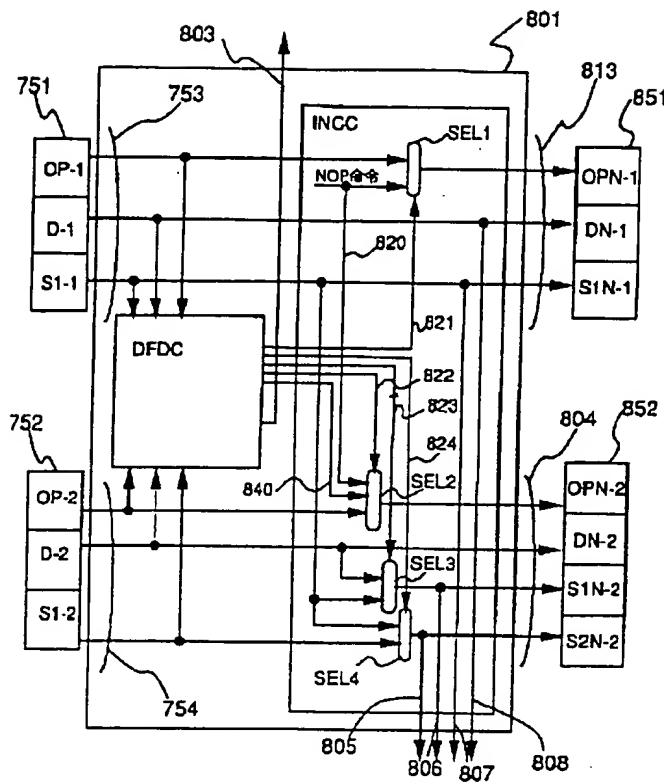 803
801
751
753
813
851
INCC
SEL1
OP-1
NOP命令
OPN-1
D-1
820
DN-1
S1-1
S1N-1
821
DFDC
822
823
752
824
804
852
OP-2
840
SEL2
OPN-2
D-2
DN-2
SEL3
S1N-2
S1-2
S2N-2
SEL4
754
805
806
807
808